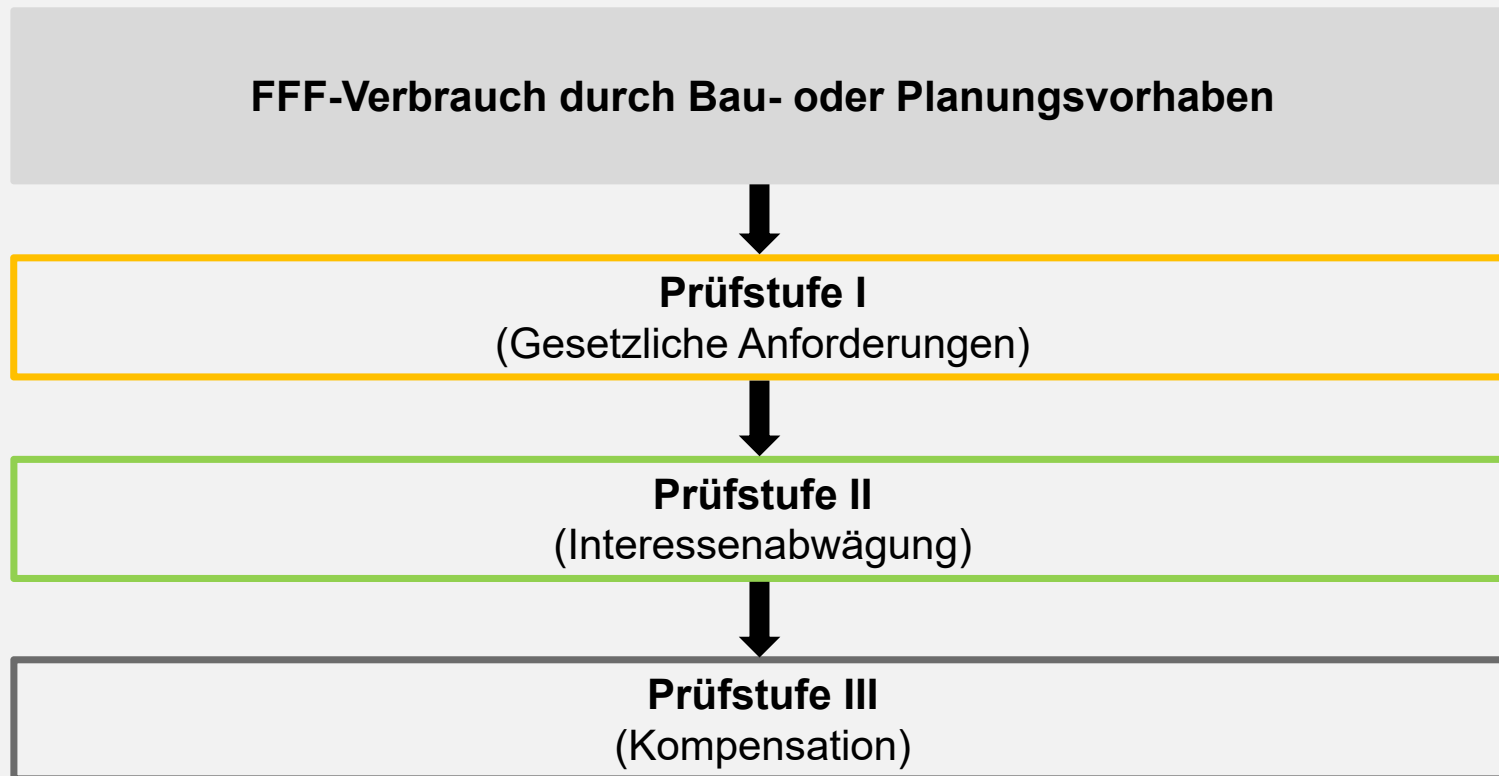 FFF-Verbrauch durch Bau- oder Planungsvorhaben
Prüfstufe I
(Gesetzliche Anforderungen)
Prüfstufe II
(Interessenabwägung)
Prüfstufe III
(Kompensation)